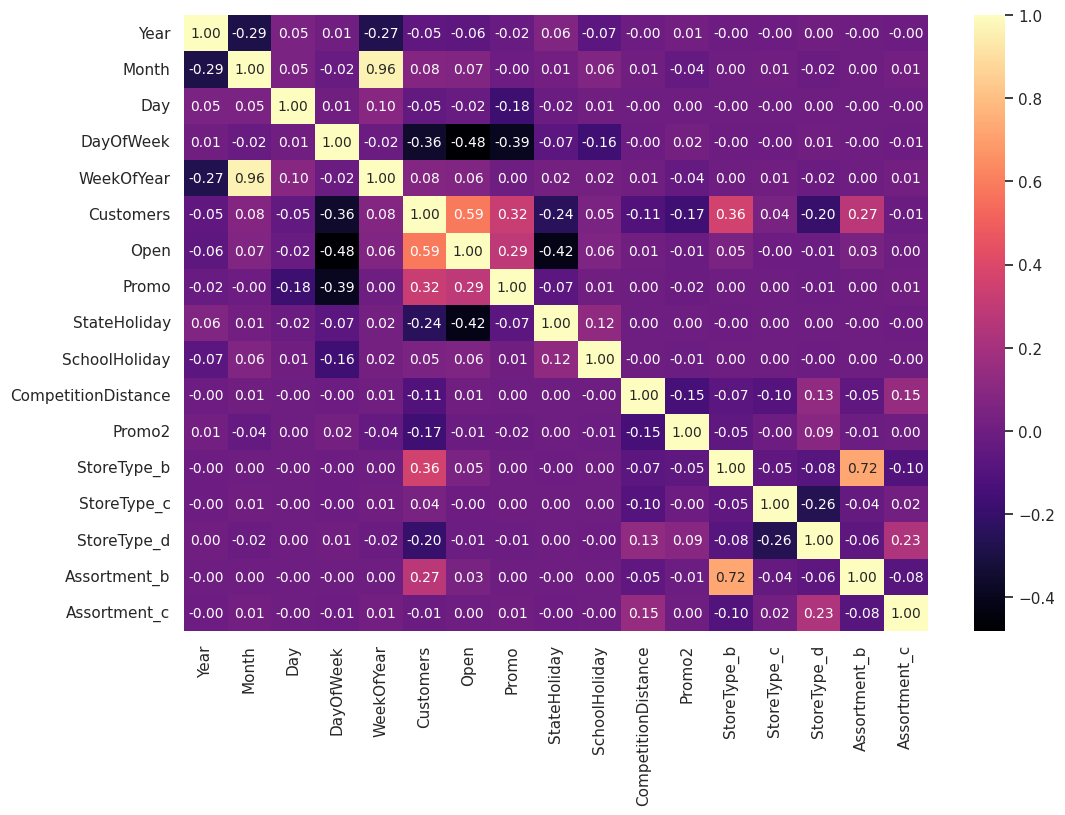 Year 1.00 -0.29 0.05 0.01 -0.27 -0.05 -0.06 -0.02 0.06 -0.07 -0.00 0.01 -0.00 -0.00 0.00 -0.00 -0.00
Month -0.29 1.00 0.05 -0.02 0.96 0.08 0.07 -0.00 0.01 0.06 0.01 -0.04 0.00 0.01 -0.02 0.00 0.01
Day 0.05 0.05 1.00 0.01 0.10 -0.05 -0.02 -0.18 -0.02 0.01 -0.00 0.00 -0.00 -0.00 0.00 -0.00 -0.00
DayOfWeek 0.01 -0.02 0.01 1.00 -0.02 -0.36 -0.48 -0.39 -0.07 -0.16 -0.00 0.02 -0.00 -0.00 0.01 -0.00 -0.01
WeekOfYear -0.27 0.96 0.10 -0.02 1.00 0.08 0.06 0.00 0.02 0.02 0.01 -0.04 0.00 0.01 -0.02 0.00 0.01
Customers -0.05 0.08 -0.05 -0.36 0.08 1.00 0.59 0.32 -0.24 0.05 -0.11 -0.17 0.36 0.04 -0.20 0.27 -0.01
Open -0.06 0.07 -0.02 -0.48 0.06 0.59 1.00 0.29 -0.42 0.06 0.01 -0.01 0.05 -0.00 -0.01 0.03 0.00
Promo -0.02 -0.00 -0.18 -0.39 0.00 0.32 0.29 1.00 -0.07 0.01 0.00 -0.02 0.00 0.00 -0.01 0.00 0.01
StateHoliday 0.06 0.01 -0.02 -0.07 0.02 -0.24 -0.42 -0.07 1.00 0.12 0.00 0.00 -0.00 0.00 -0.00 -0.00 -0.00
SchoolHoliday -0.07 0.06 0.01 -0.16 0.02 0.05 0.06 0.01 0.12 1.00 -0.00 -0.01 0.00 0.00 -0.00 0.00 -0.00
CompetitionDistance -0.00 0.01 -0.00 -0.00 0.01 -0.11 0.01 0.00 0.00 -0.00 1.00 -0.15 -0.07 -0.10 0.13 -0.05 0.15
Promo2 0.01 -0.04 0.00 0.02 -0.04 -0.17 -0.01 -0.02 0.00 -0.01 -0.15 1.00 -0.05 -0.00 0.09 -0.01 0.00
StoreType_b -0.00 0.00 -0.00 -0.00 0.00 0.36 0.05 0.00 -0.00 0.00 -0.07 -0.05 1.00 -0.05 -0.08 0.72 -0.10
StoreType_c -0.00 0.01 -0.00 -0.00 0.01 0.04 -0.00 0.00 0.00 0.00 -0.10 -0.00 -0.05 1.00 -0.26 -0.04 0.02
StoreType_d 0.00 -0.02 0.00 0.01 -0.02 -0.20 -0.01 -0.01 0.00 -0.00 0.13 0.09 -0.08 -0.26 1.00 -0.06 0.23
Assortment_b -0.00 0.00 -0.00 -0.00 0.00 0.27 0.03 0.00 -0.00 0.00 -0.05 -0.01 0.72 -0.04 -0.06 1.00 -0.08
Assortment_c -0.00 0.01 -0.00 -0.01 0.01 -0.01 0.00 0.01 -0.00 -0.00 0.15 0.00 -0.10 0.02 0.23 -0.08 1.00
Year
Month
Day
DayOfWeek
WeekOfYear
Customers
Open
Promo
StateHoliday
SchoolHoliday
CompetitionDistance
Promo2
StoreType_b
StoreType_c
StoreType_d
Assortment_b
Assortment_c
1.0
0.8
0.6
0.4
0.2
0.0
−0.2
−0.4